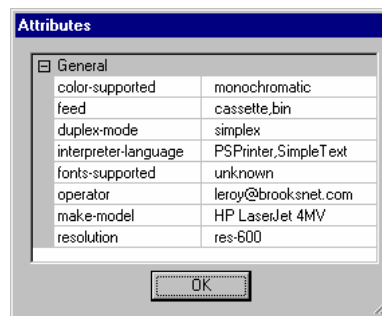 Attributes
General
color-supported monochromatic
feed cassette,bin
duplex-mode simplex
interpreter-language PSPrinter,SimpleText
fonts-supported unknown
operator leroy@brooksnet.com
make-model HP LaserJet 4MV
resolution res-600
OK